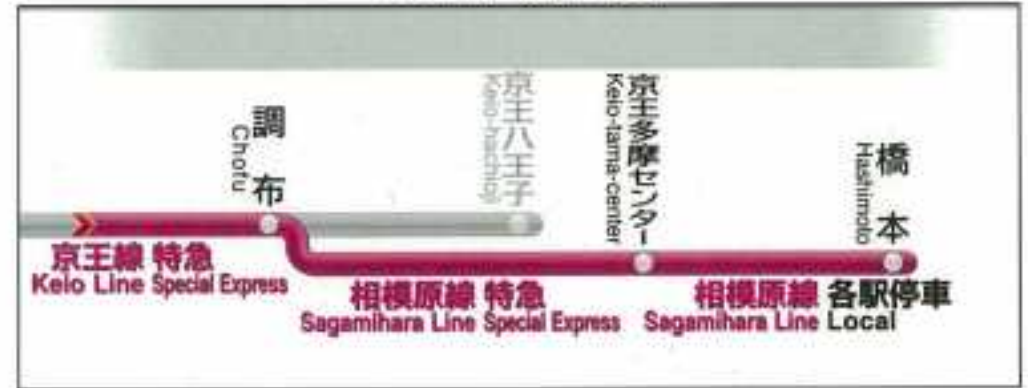 調布
Chofu
京王八王子
Keio-hachioji
京王多摩センター
Keio-tama-center
橋本
Hashimoto
京王線 特急
Keio Line Special Express
相模原線 特急
Sagamihara Line Special Express
相模原線 各駅停車
Sagamihara Line Local